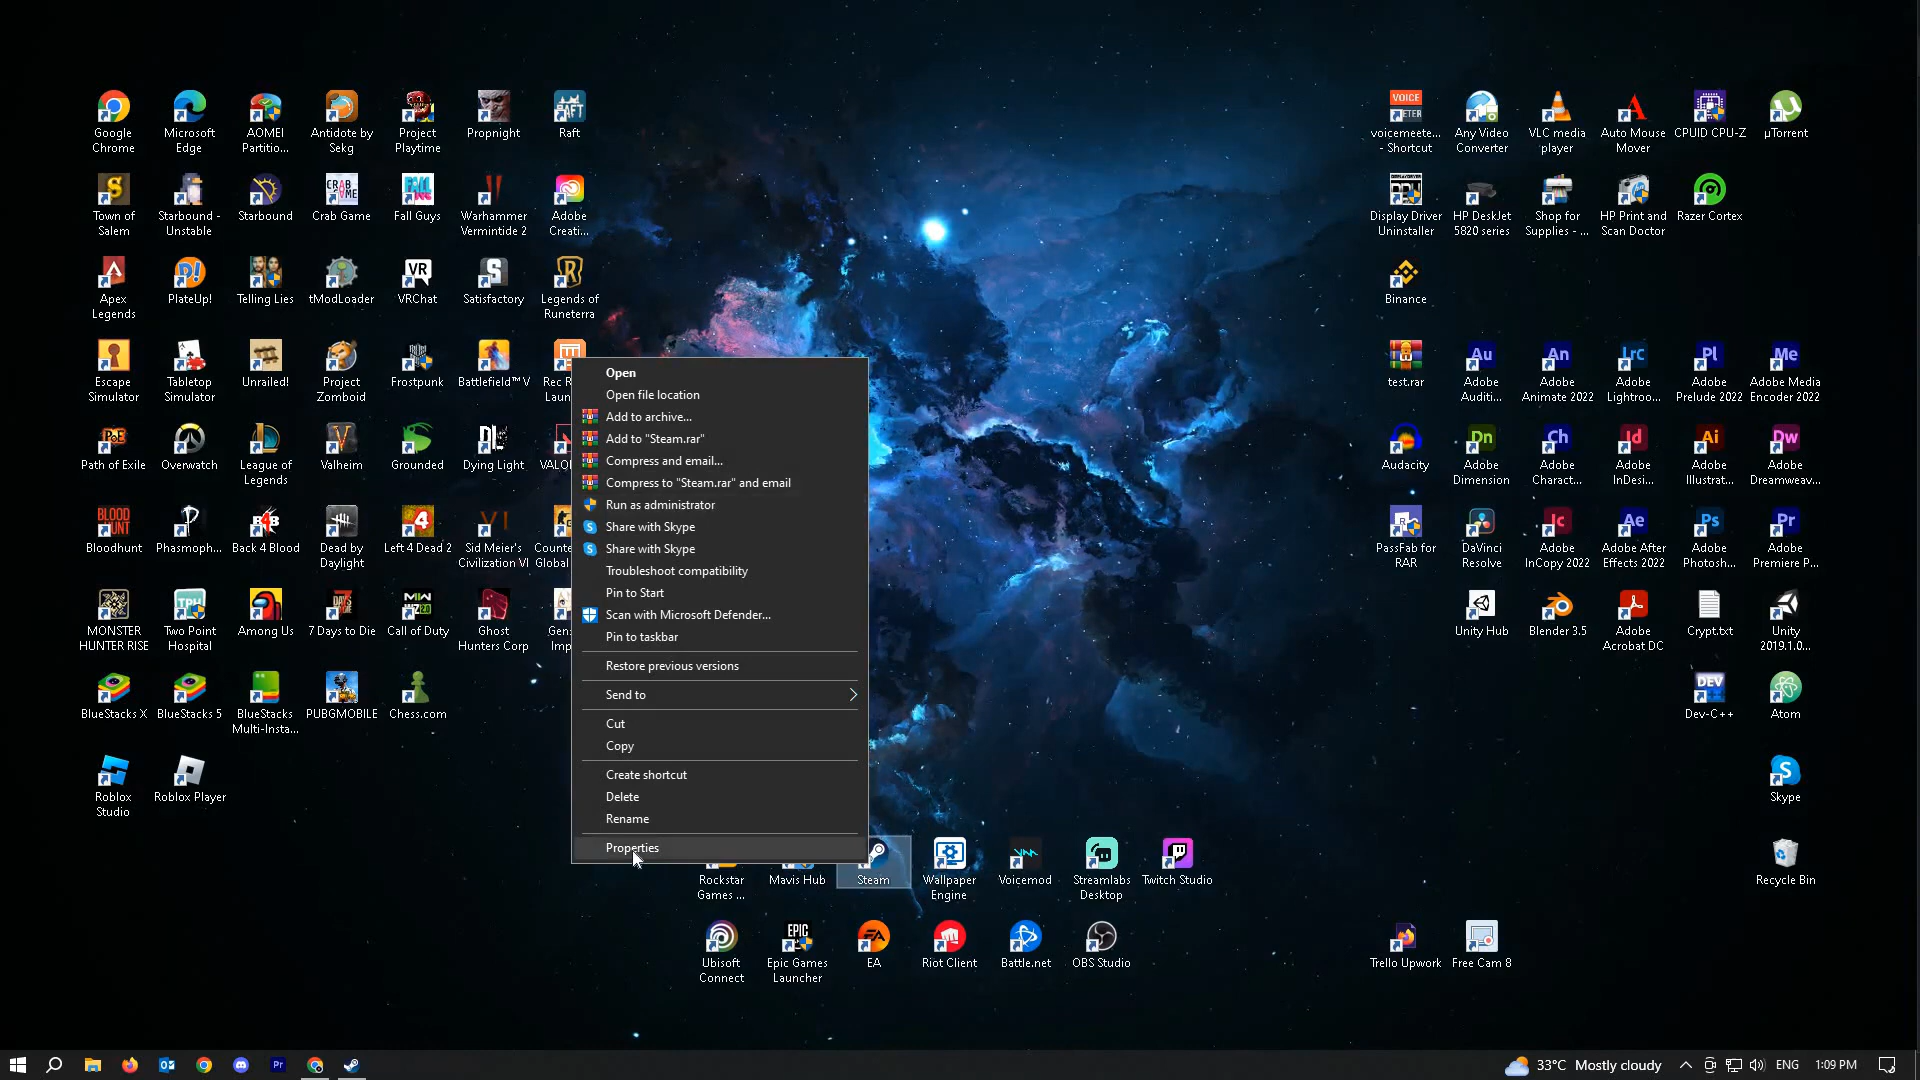 Google
Chrome
Microsoft
Edge
AOMEI
Partitio...
Antidote by
Sekg
Project
Playtime
Propnight
Raft
VOICE
voicemeete...
- Shortcut
Any Video
Converter
VLC media
player
Auto Mouse
Mover
CPUID CPU-Z
µTorrent
Town of
Salem
Starbound -
Unstable
Starbound
Crab Game
Fall Guys
Warhammer
Vermintide 2
Adobe
Creati...
Display Driver
Uninstaller
HP DeskJet
5820 series
Shop for
Supplies - ...
HP Print and
Scan Doctor
Razer Cortex
Apex
Legends
PlateUp!
Telling Lies
tModLoader
VRChat
Satisfactory
Legends of
Runeterra
Binance
Escape
Simulator
Tabletop
Simulator
Unrailed!
Project
Zomboid
Frostpunk
Battlefield™ V
Rec R
Laun
test.rar
Adobe
Auditi...
Adobe
Animate 2022
Adobe
Lightroo...
Adobe
Prelude 2022
Adobe Media
Encoder 2022
Path of Exile
Overwatch
League of
Legends
Valheim
Grounded
Dying Light
VALO
Audacity
Adobe
Dimension
Adobe
Charact...
Adobe
InDesi...
Adobe
Illustrat...
Adobe
Dreamweav...
Bloodhunt
Phasmoph...
Back 4 Blood
Dead by
Daylight
Left 4 Dead 2
Sid Meier's
Civilization VI
Counte
Global
PassFab for
RAR
DaVinci
Resolve
Adobe
InCopy 2022
Adobe After
Effects 2022
Adobe
Photosh...
Adobe
Premiere P...
MONSTER
HUNTER RISE
Two Point
Hospital
Among Us
7 Days to Die
Call of Duty
Ghost
Hunters Corp
Gens
Imp
Unity Hub
Blender 3.5
Adobe
Acrobat DC
Crypt.txt
Unity
2019.1.0...
BlueStacks X
BlueStacks 5
BlueStacks
Multi-Insta...
PUBGMOBILE
Chess.com
Dev-C++
Atom
Roblox
Studio
Roblox Player
Skype
Open
Open file location
Add to archive...
Add to "Steam.rar"
Compress and email...
Compress to "Steam.rar" and email
Run as administrator
Share with Skype
Share with Skype
Troubleshoot compatibility
Pin to Start
Scan with Microsoft Defender...
Pin to taskbar
Restore previous versions
Send to
Cut
Copy
Create shortcut
Delete
Rename
Properties
Rockstar
Games ...
Mavis Hub
Steam
Wallpaper
Engine
Voicemod
Streamlabs
Desktop
Twitch Studio
Recycle Bin
Ubisoft
Connect
Epic Games
Launcher
EA
Riot Client
Battle.net
OBS Studio
Trello Upwork
Free Cam 8
33°C Mostly cloudy
ENG
1:09 PM